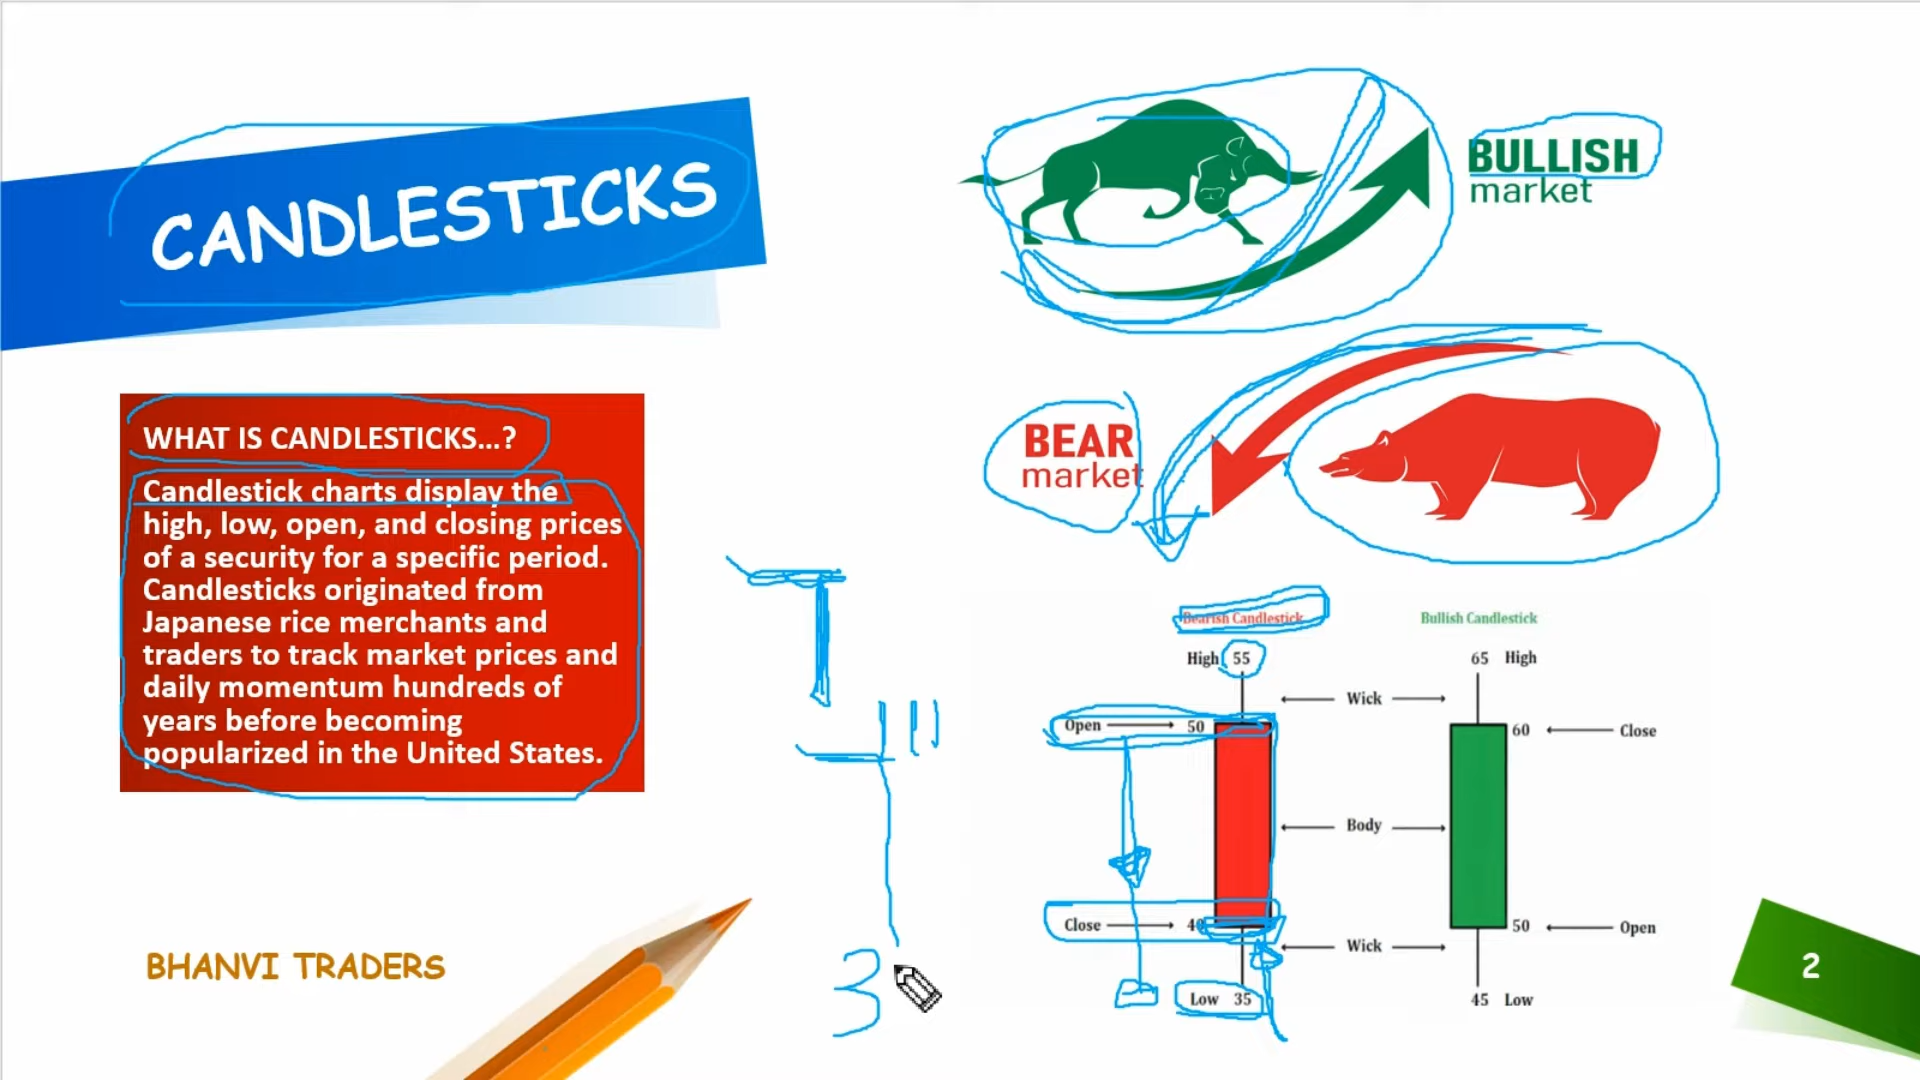 CANDLESTICKS
BULLISH
market
BEAR
market
WHAT IS CANDLESTICKS...?
Candlestick charts display the
high, low, open, and closing prices
of a security for a specific period.
Candlesticks originated from
Japanese rice merchants and
traders to track market prices and
daily momentum hundreds of
years before becoming
popularized in the United States.
Bearish Candlestick
Bullish Candlestick
High 55
65 High
Wick
Open
50
60
Close
Body
Close
40
50
Open
Wick
Low 35
45 Low
3
BHANVI TRADERS
2